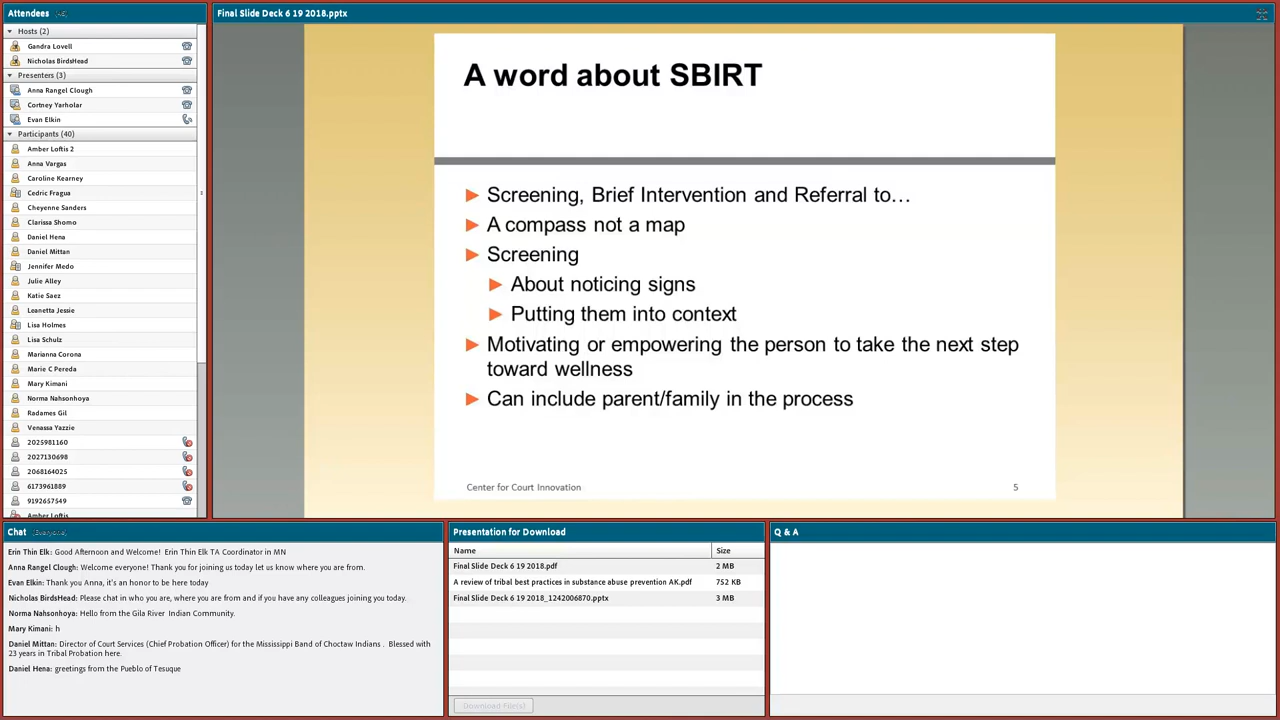 Attendees (45)
Hosts (2)
Gandra Lovell
Nicholas BirdsHead
Presenters (3)
Anna Rangel Clough
Cortney Yarholar
Evan Elkin
Participants (40)
Amber Loftis 2
Anna Vargas
Caroline Kearney
Cedric Fragua
Cheyenne Sanders
Clarissa Shomo
Daniel Hena
Daniel Mittan
Jennifer Medo
Julie Alley
Katie Saez
Leanetta Jessie
Lisa Holmes
Lisa Schulz
Marianna Corona
Marie C Pereda
Mary Kimani
Norma Nahsonhoya
Radames Gil
Venassa Yazzie
2025981160
2027130698
2068164025
6173961889
9192657549
Amber Loftis
Final Slide Deck 6 19 2018.pptx
A word about SBIRT
Screening, Brief Intervention and Referral to…
A compass not a map
Screening
About noticing signs
Putting them into context
Motivating or empowering the person to take the next step
toward wellness
Can include parent/family in the process
Center for Court Innovation 5
Chat (Everyone)
Erin Thin Elk: Good Afternoon and Welcome! Erin Thin Elk TA Coordinator in MN
Anna Rangel Clough: Welcome everyone! Thank you for joining us today let us know where you are from.
Evan Elkin: Thank you Anna, it's an honor to be here today
Nicholas BirdsHead: Please chat in who you are, where you are from and if you have any colleagues joining you today.
Norma Nahsonhoya: Hello from the Gila River Indian Community.
Mary Kimani: h
Daniel Mittan: Director of Court Services (Chief Probation Officer) for the Mississippi Band of Choctaw Indians . Blessed with
23 years in Tribal Probation here.
Daniel Hena: greetings from the Pueblo of Tesuque
Presentation for Download
Name Size
Final Slide Deck 6 19 2018.pdf 2 MB
A review of tribal best practices in substance abuse prevention AK.pdf 752 KB
Final Slide Deck 6 19 2018_1242006870.pptx 3 MB
Download File(s)
Q & A